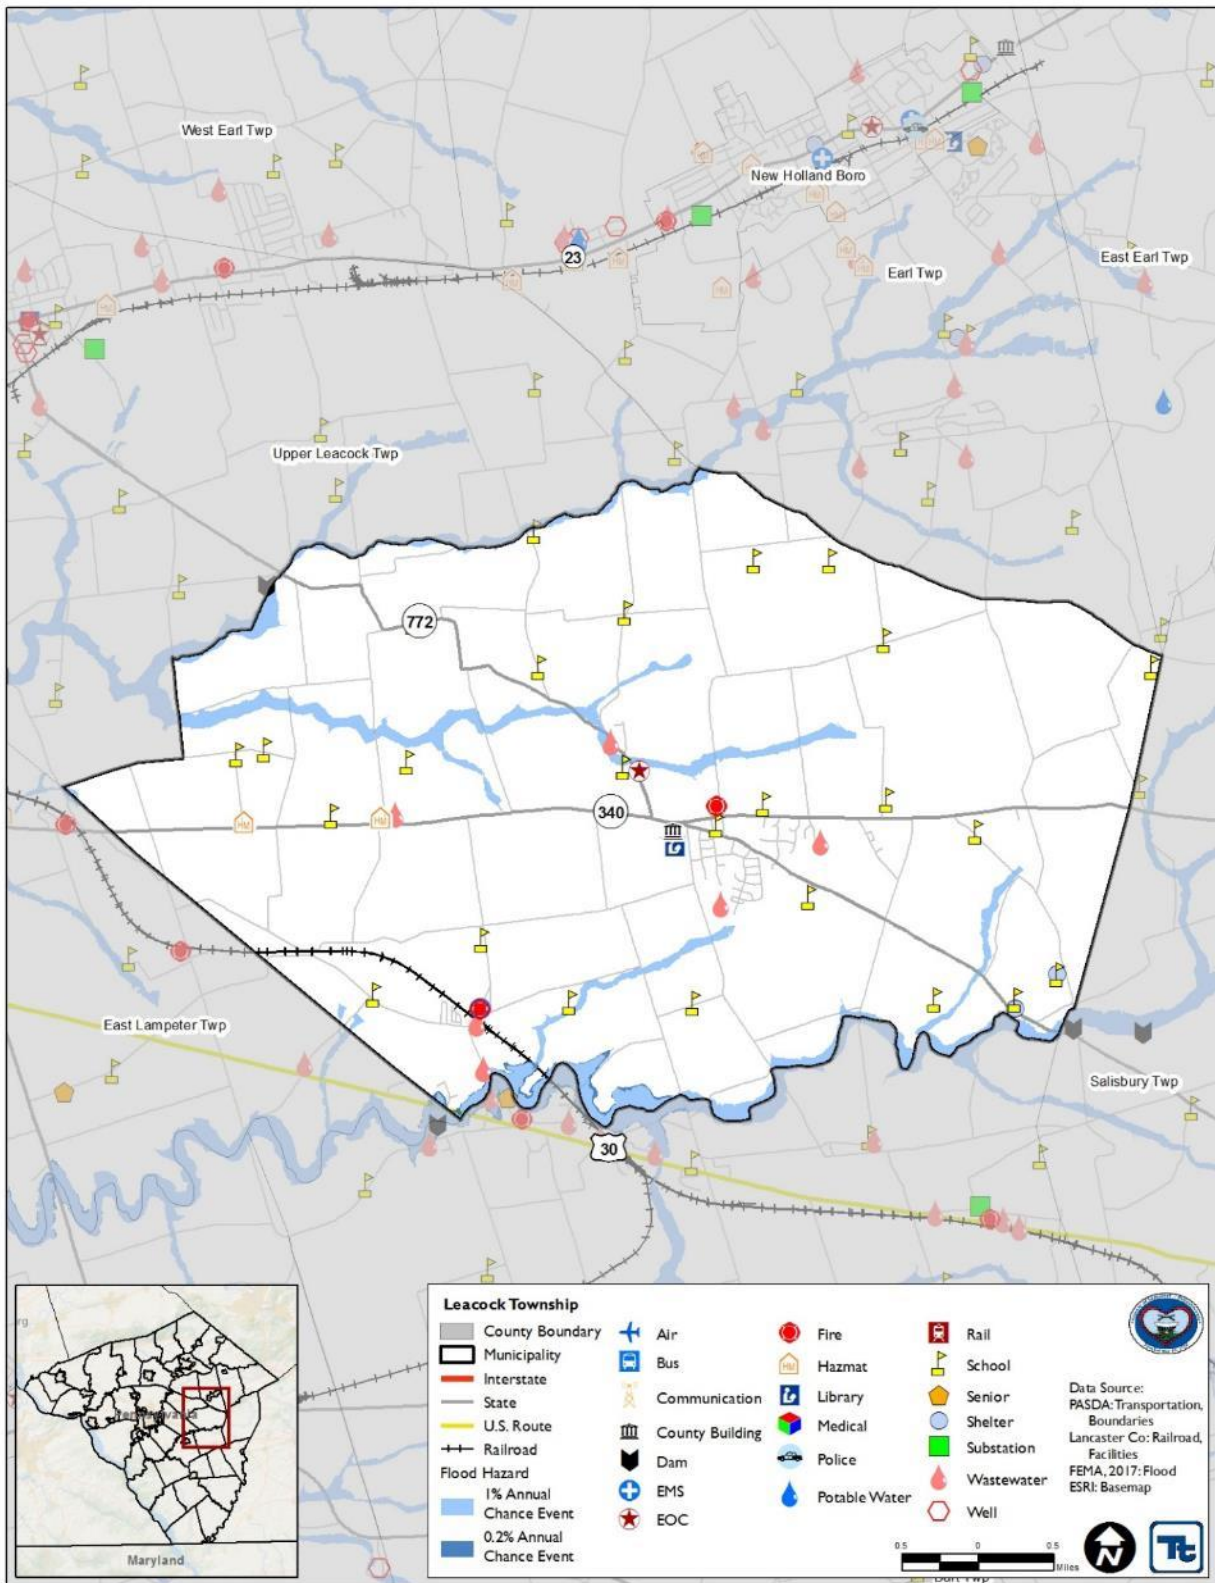 West Earl Twp
New Holland Boro
23
Earl Twp
East Earl Twp
Upper Leacock Twp
772
340
East Lampeter Twp
Salisbury Twp
30
Leacock Township
County Boundary
Municipality
Interstate
State
U.S. Route
Railroad
Flood Hazard
1% Annual
Chance Event
0.2% Annual
Chance Event
Air
Bus
Communication
County Building
Dam
EMS
EOC
Fire
Hazmat
HM
Library
Medical
Police
Potable Water
Rail
School
Senior
Shelter
Substation
Wastewater
Well
Data Source:
PASDA: Transportation,
Boundaries
Lancaster Co: Railroad,
Facilities
FEMA, 2017: Flood
ESRI: Basemap
0.5 0 0.5
Miles
N
Tt
Pennsylvania
Maryland